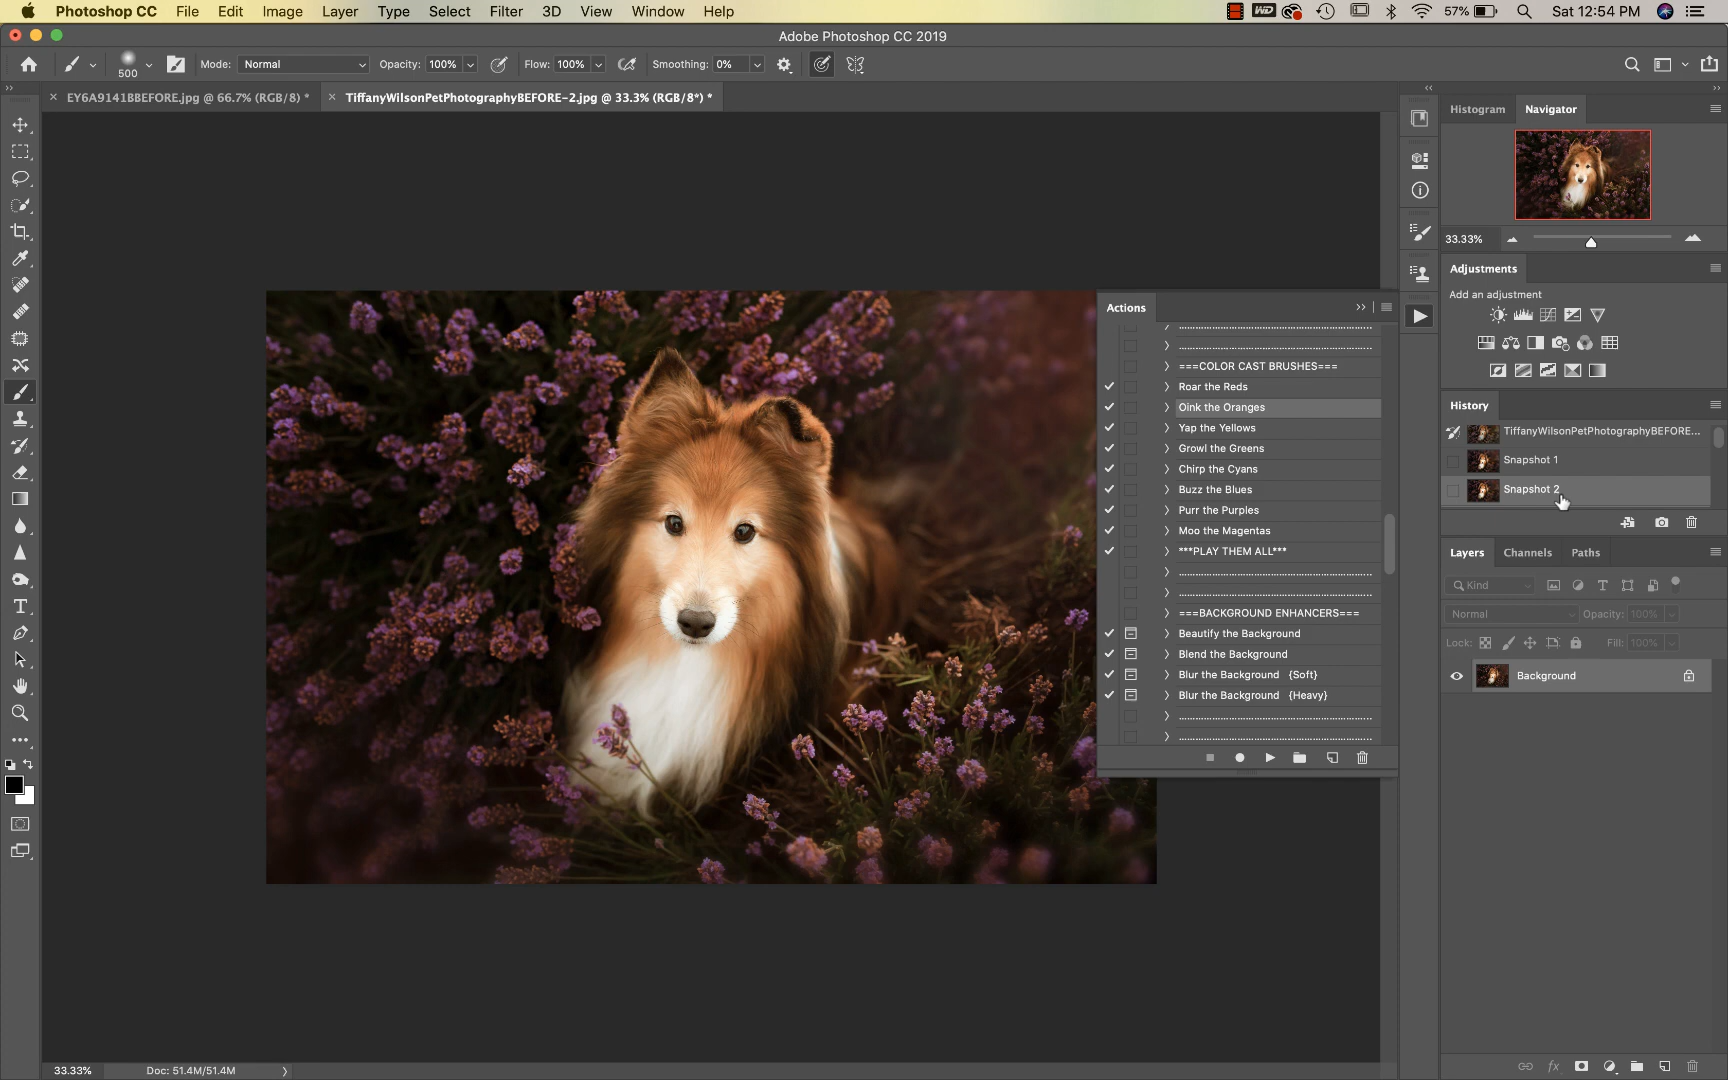 Photoshop CC File Edit Image Layer Type Select Filter 3D View Window Help WD 57% Sat 12:54 PM
Adobe Photoshop CC 2019
500 Mode: Normal Opacity: 100% Flow: 100% Smoothing: 0%
EY6A9141BBEFORE.jpg @ 66.7% (RGB/8) * TiffanyWilsonPetPhotographyBEFORE-2.jpg @ 33.3% (RGB/8*) *
Histogram Navigator
33.33%
Adjustments
Add an adjustment
History
TiffanyWilsonPetPhotographyBEFORE...
Snapshot 1
Snapshot 2
Layers Channels Paths
Kind
Normal Opacity: 100%
Lock: Fill: 100%
Background
Actions
===COLOR CAST BRUSHES===
Roar the Reds
Oink the Oranges
Yap the Yellows
Growl the Greens
Chirp the Cyans
Buzz the Blues
Purr the Purples
Moo the Magentas
***PLAY THEM ALL***
===BACKGROUND ENHANCERS===
Beautify the Background
Blend the Background
Blur the Background {Soft}
Blur the Background {Heavy}
33.33% Doc: 51.4M/51.4M
fx